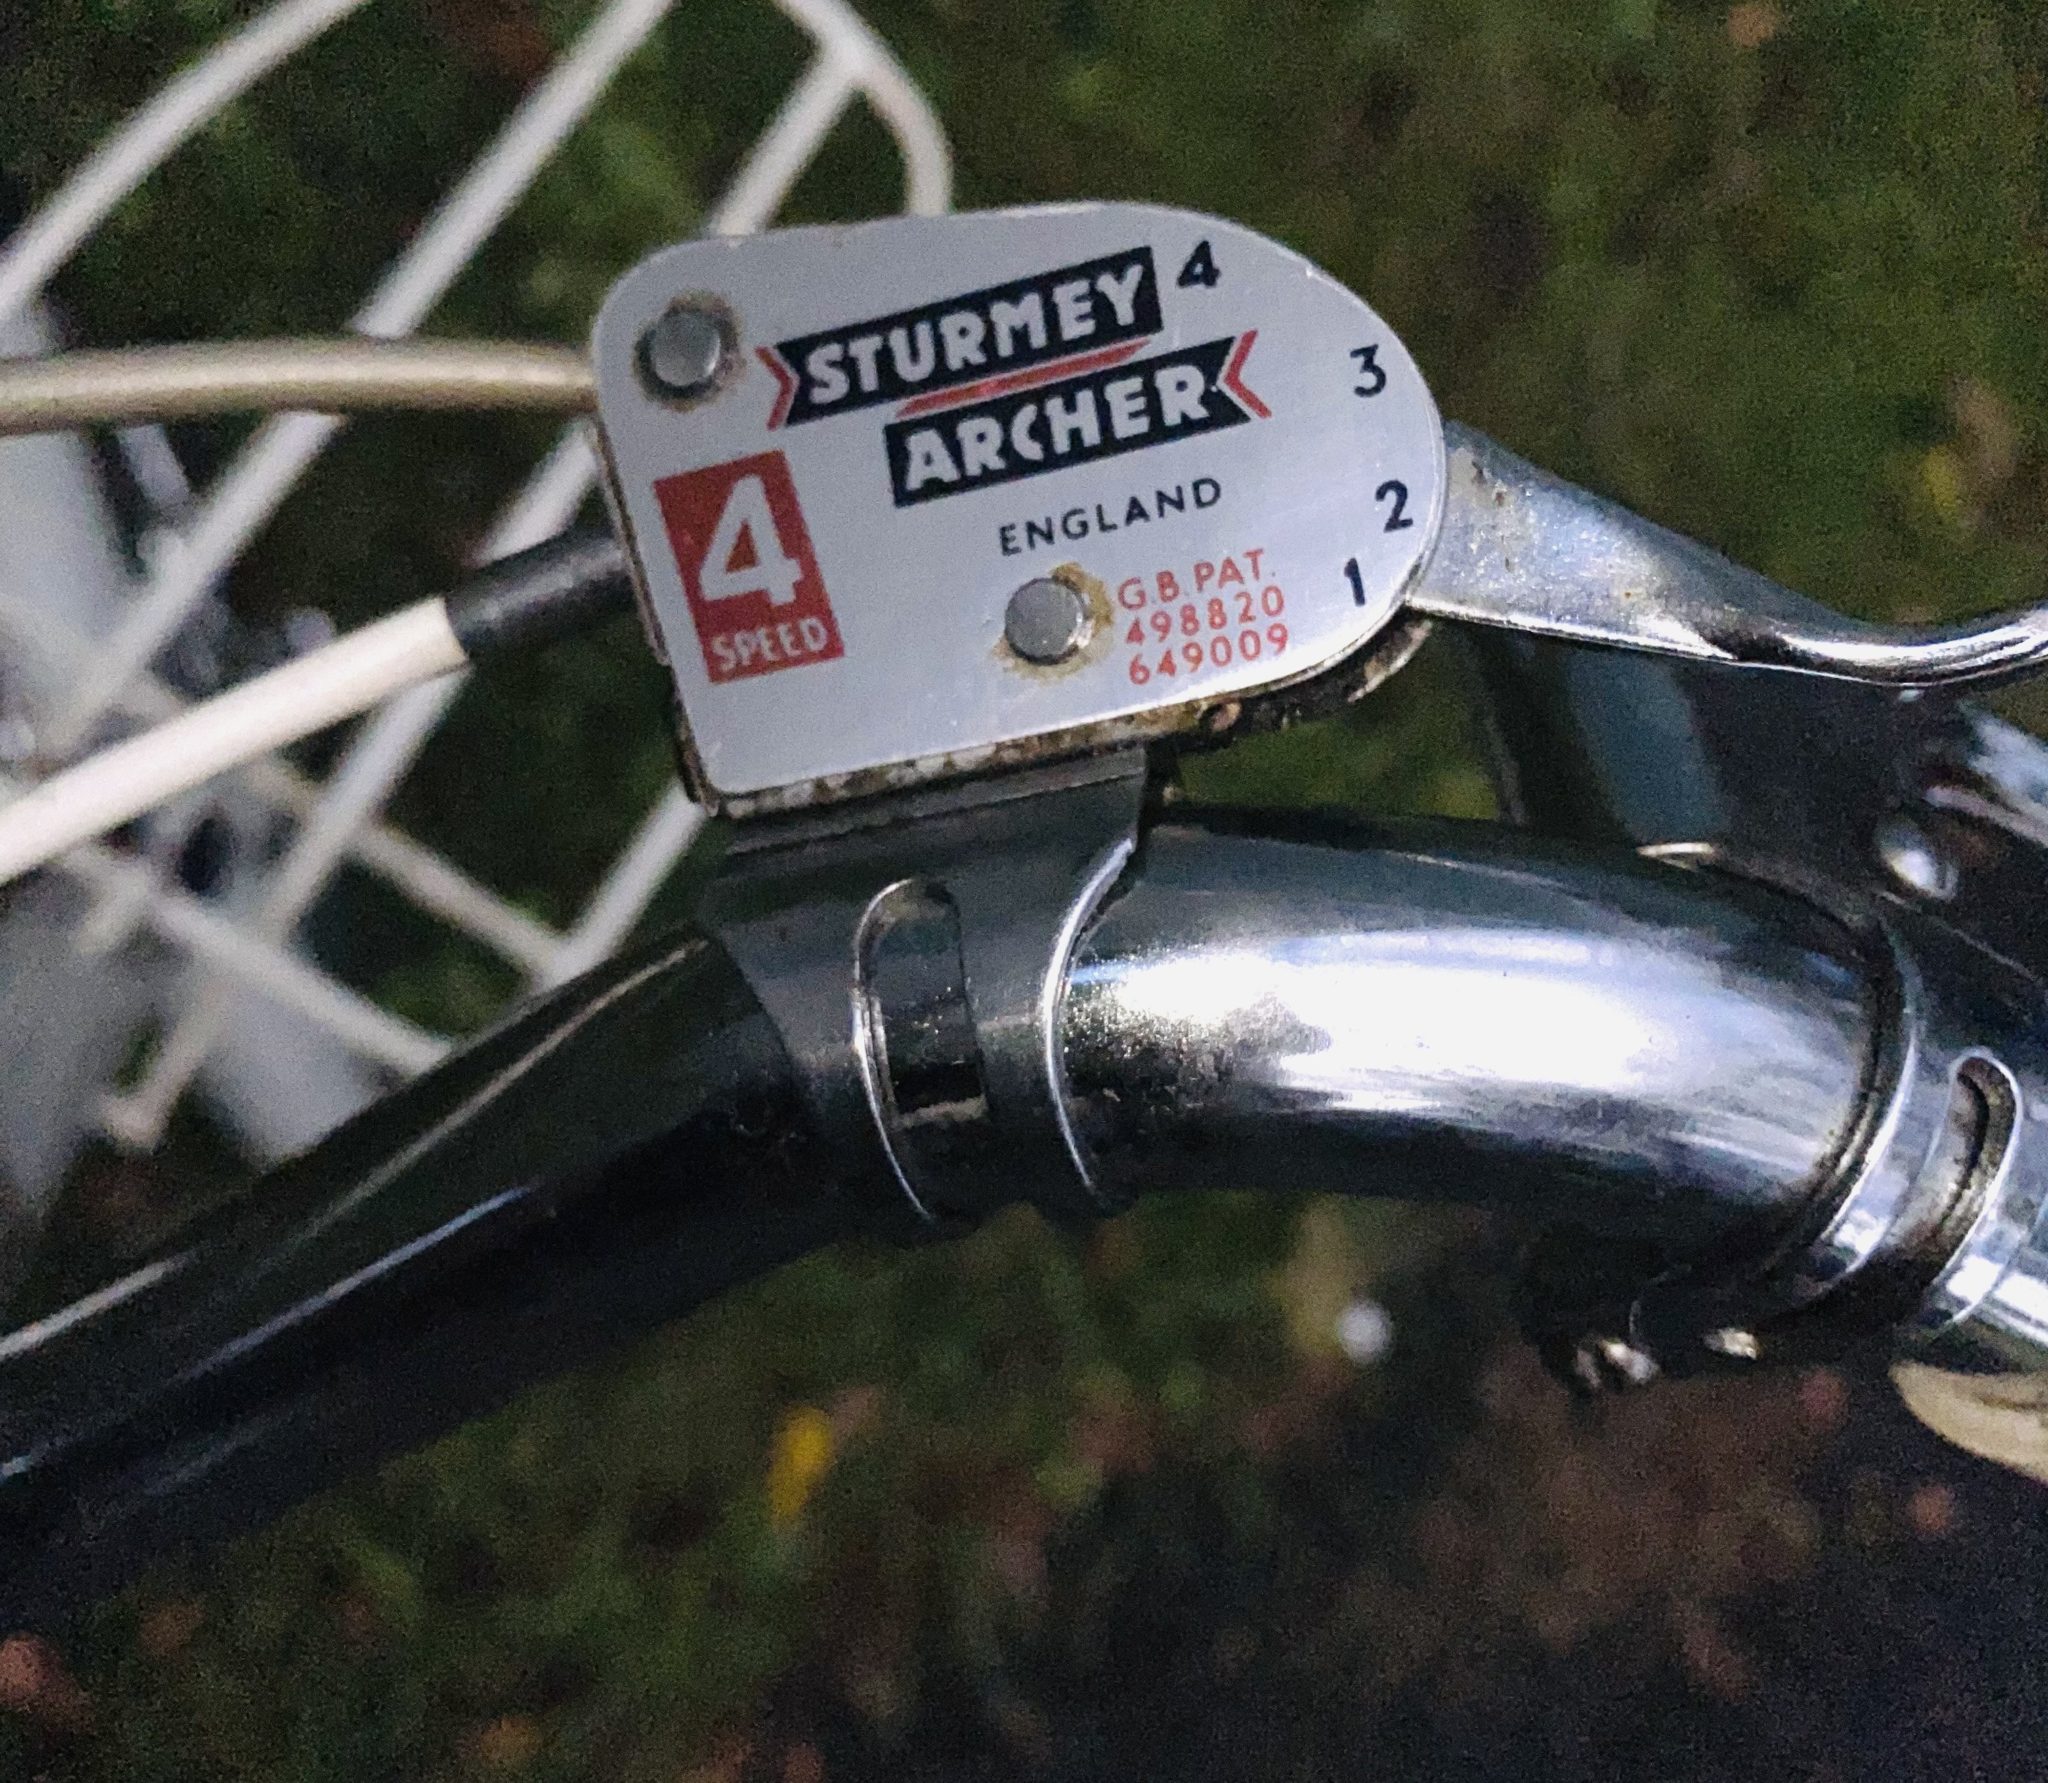 STURMEY 4
ARCHER 3
2
ENGLAND
4
SPEED
G.B. PAT. 1
498820
649009